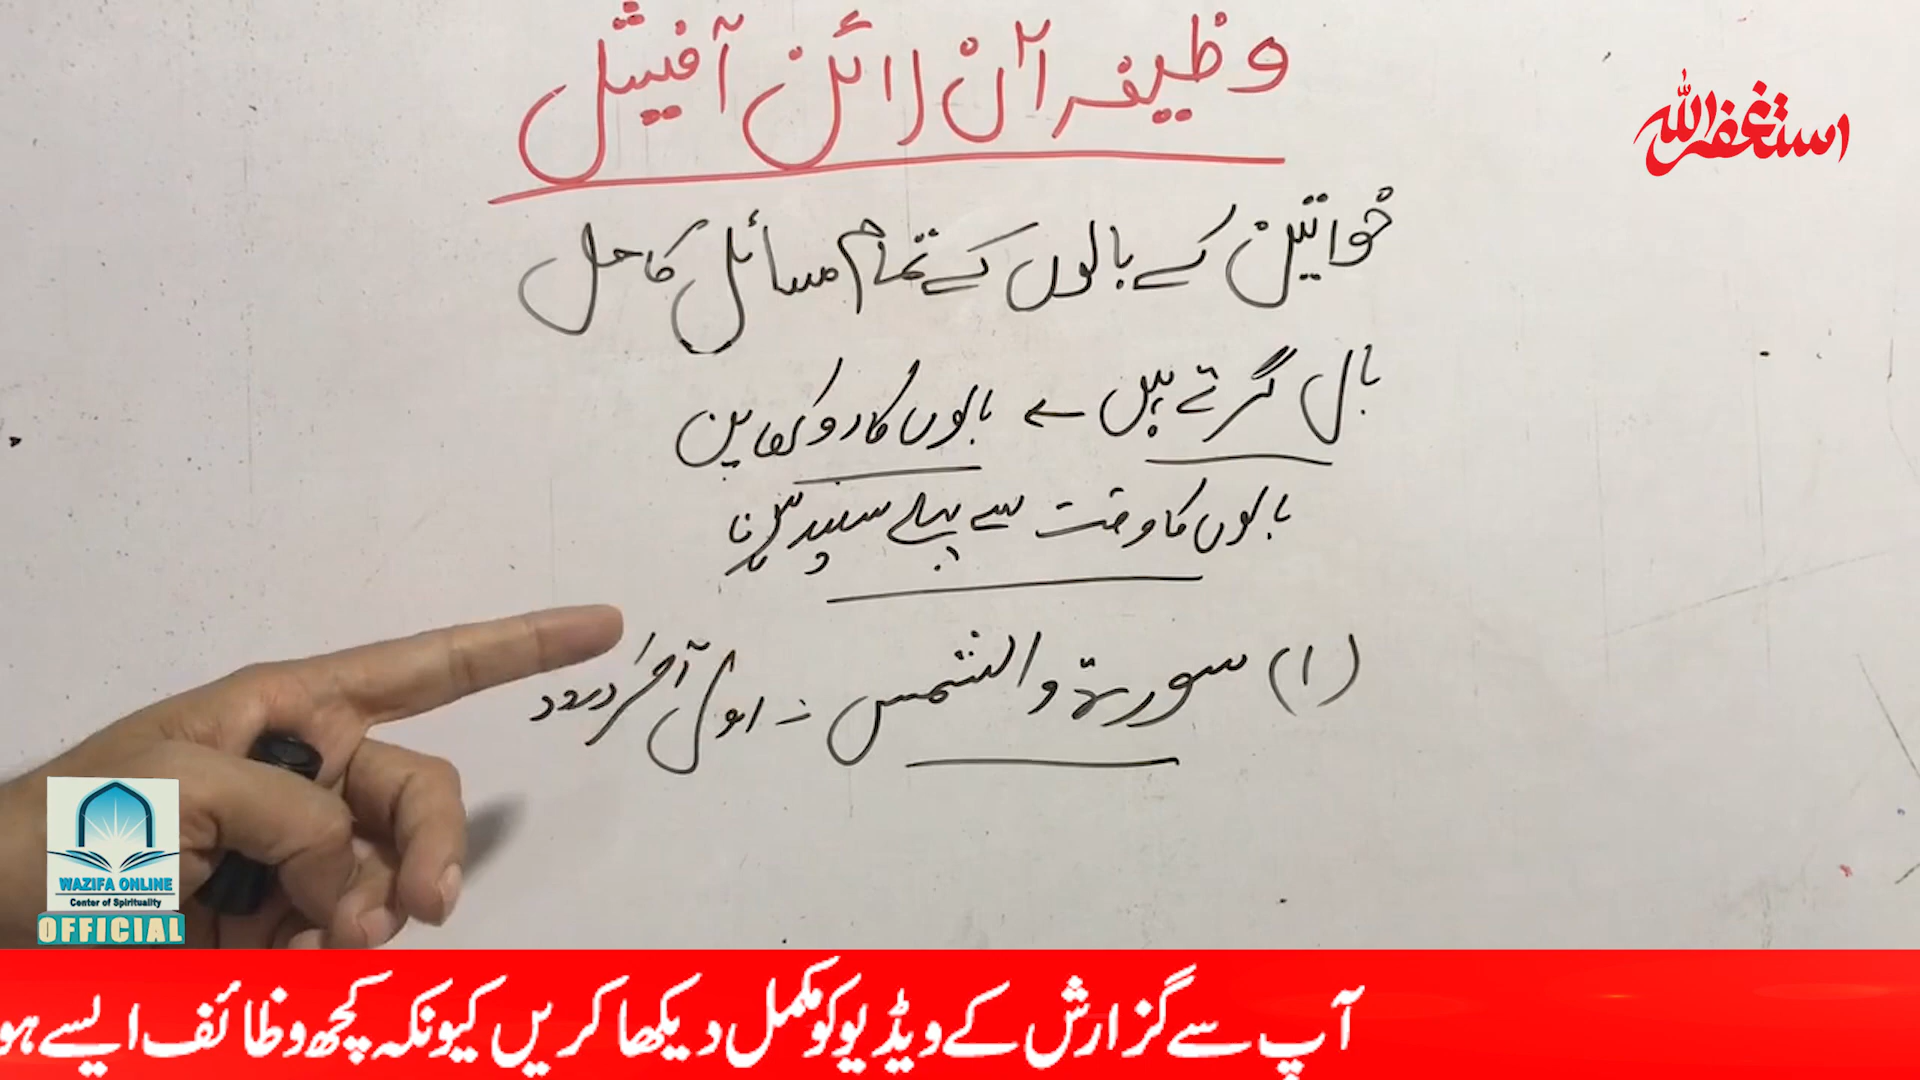 وظیفہ آن لائن آفیشل
استغفراللہ
خواتین کے بالوں کے تمام مسائل کا حل
بال گرتے ہیں ← بالوں کا روکھا پن
بالوں کا وقت سے پہلے سفید پڑنا
(۱) سورۃ والشمس - اول آخر درود
WAZIFA ONLINE
Center of Spirituality
OFFICIAL
آپ سے گزارش کے ویڈیو کو مکمل دیکھا کریں کیونکہ کچھ وظائف ایسے ہو